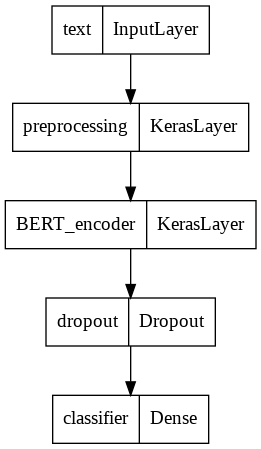 text InputLayer
preprocessing KerasLayer
BERT_encoder KerasLayer
dropout Dropout
classifier Dense